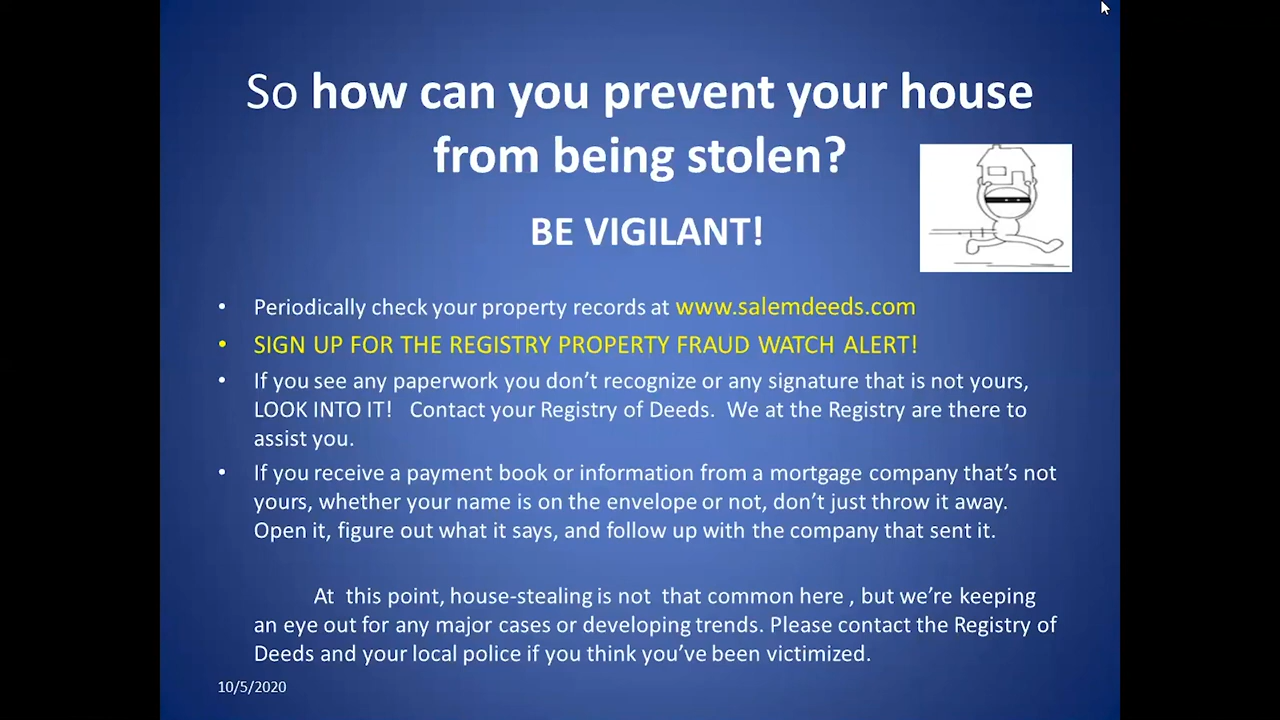 So how can you prevent your house
from being stolen?
BE VIGILANT!
• Periodically check your property records at www.salemdeeds.com
• SIGN UP FOR THE REGISTRY PROPERTY FRAUD WATCH ALERT!
• If you see any paperwork you don’t recognize or any signature that is not yours,
LOOK INTO IT! Contact your Registry of Deeds. We at the Registry are there to
assist you.
• If you receive a payment book or information from a mortgage company that’s not
yours, whether your name is on the envelope or not, don’t just throw it away.
Open it, figure out what it says, and follow up with the company that sent it.
At this point, house-stealing is not that common here , but we’re keeping
an eye out for any major cases or developing trends. Please contact the Registry of
Deeds and your local police if you think you’ve been victimized.
10/5/2020